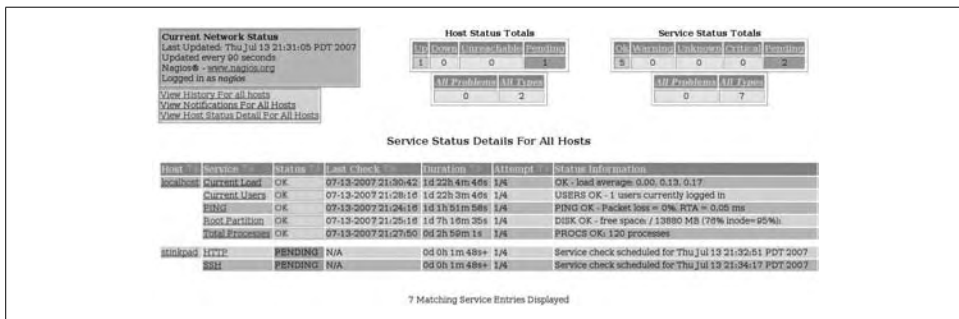 Current Network Status
Last Updated: Thu Jul 13 21:31:05 PDT 2007
Updated every 90 seconds
Nagios® - www.nagios.org
Logged in as nagios
View History For all hosts
View Notifications For All Hosts
View Host Status Detail For All Hosts
Host Status Totals
Up Down Unreachable Pending
1 0 0 1
All Problems All Types
0 2
Service Status Totals
Ok Warning Unknown Critical Pending
5 0 0 0 2
All Problems All Types
0 7
Service Status Details For All Hosts
Host Service Status Last Check Duration Attempt Status Information
localhost Current Load OK 07-13-2007 21:30:42 1d 22h 4m 46s 1/4 OK - load average: 0.00, 0.13, 0.17
Current Users OK 07-13-2007 21:28:16 1d 22h 3m 46s 1/4 USERS OK - 1 users currently logged in
PING OK 07-13-2007 21:24:16 1d 1h 51m 58s 1/4 PING OK - Packet loss = 0%, RTA = 0.05 ms
Root Partition OK 07-13-2007 21:25:16 1d 7h 16m 35s 1/4 DISK OK - free space: / 13880 MB (76% inode=95%):
Total Processes OK 07-13-2007 21:27:50 0d 2h 59m 1s 1/4 PROCS OK: 120 processes
stinkpad HTTP PENDING N/A 0d 0h 1m 48s+ 1/4 Service check scheduled for Thu Jul 13 21:32:51 PDT 2007
SSH PENDING N/A 0d 0h 1m 48s+ 1/4 Service check scheduled for Thu Jul 13 21:34:17 PDT 2007
7 Matching Service Entries Displayed